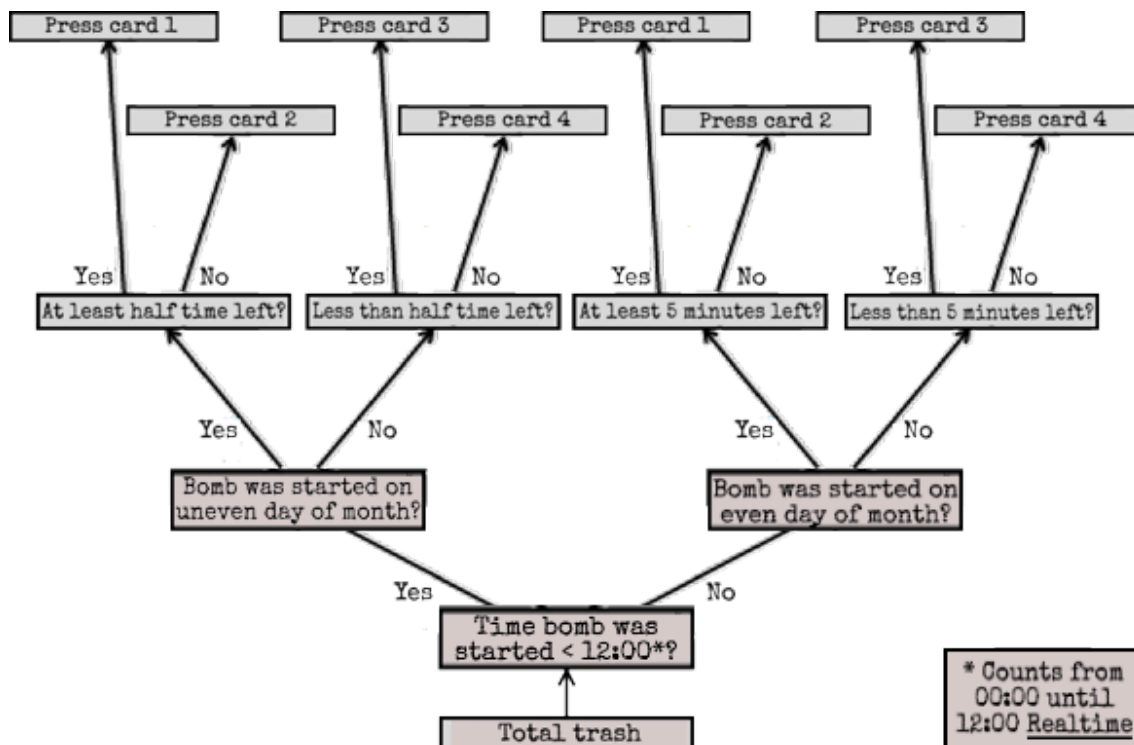 Press card 1
Press card 3
Press card 1
Press card 3
Press card 2
Press card 4
Press card 2
Press card 4
Yes
No
Yes
No
Yes
No
Yes
No
At least half time left?
Less than half time left?
At least 5 minutes left?
Less than 5 minutes left?
Yes
No
Yes
No
Bomb was started on
uneven day of month?
Bomb was started on
even day of month?
Yes
No
Time bomb was
started < 12:00*?
* Counts from
00:00 until
12:00 Realtime
Total trash